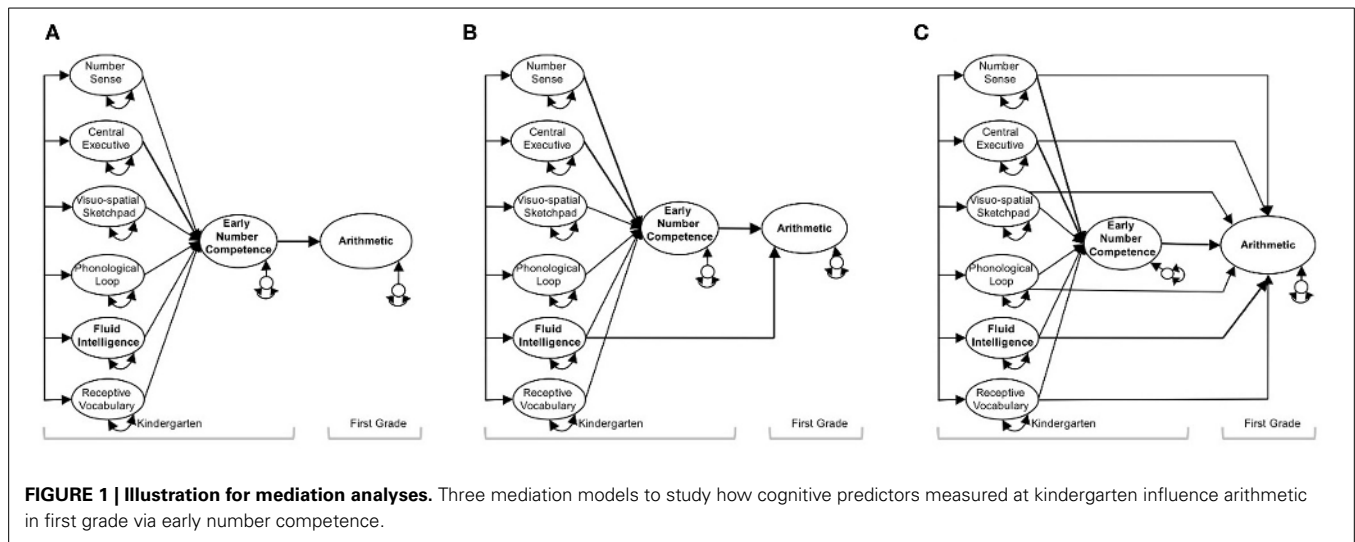 A
Number
Sense
Central
Executive
Visuo-spatial
Sketchpad
Phonological
Loop
Fluid
Intelligence
Receptive
Vocabulary
Early
Number
Competence
Arithmetic
Kindergarten
First Grade
B
Number
Sense
Central
Executive
Visuo-spatial
Sketchpad
Phonological
Loop
Fluid
Intelligence
Receptive
Vocabulary
Early
Number
Competence
Arithmetic
Kindergarten
First Grade
C
Number
Sense
Central
Executive
Visuo-spatial
Sketchpad
Phonological
Loop
Fluid
Intelligence
Receptive
Vocabulary
Early
Number
Competence
Arithmetic
Kindergarten
First Grade
FIGURE 1 | Illustration for mediation analyses. Three mediation models to study how cognitive predictors measured at kindergarten influence arithmetic
in first grade via early number competence.